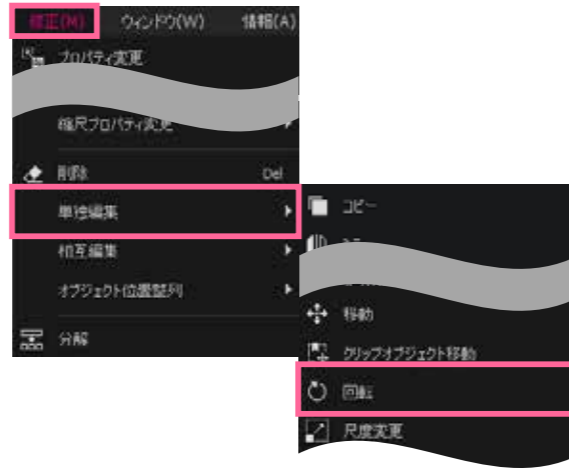 修正(M) ウィンドウ(W) 情報(A)
プロパティ変更
縮尺プロパティ変更
削除 Del
単独編集
相互編集
オブジェクト位置整列
分解
コピー
移動
クリップオブジェクト移動
回転
尺度変更